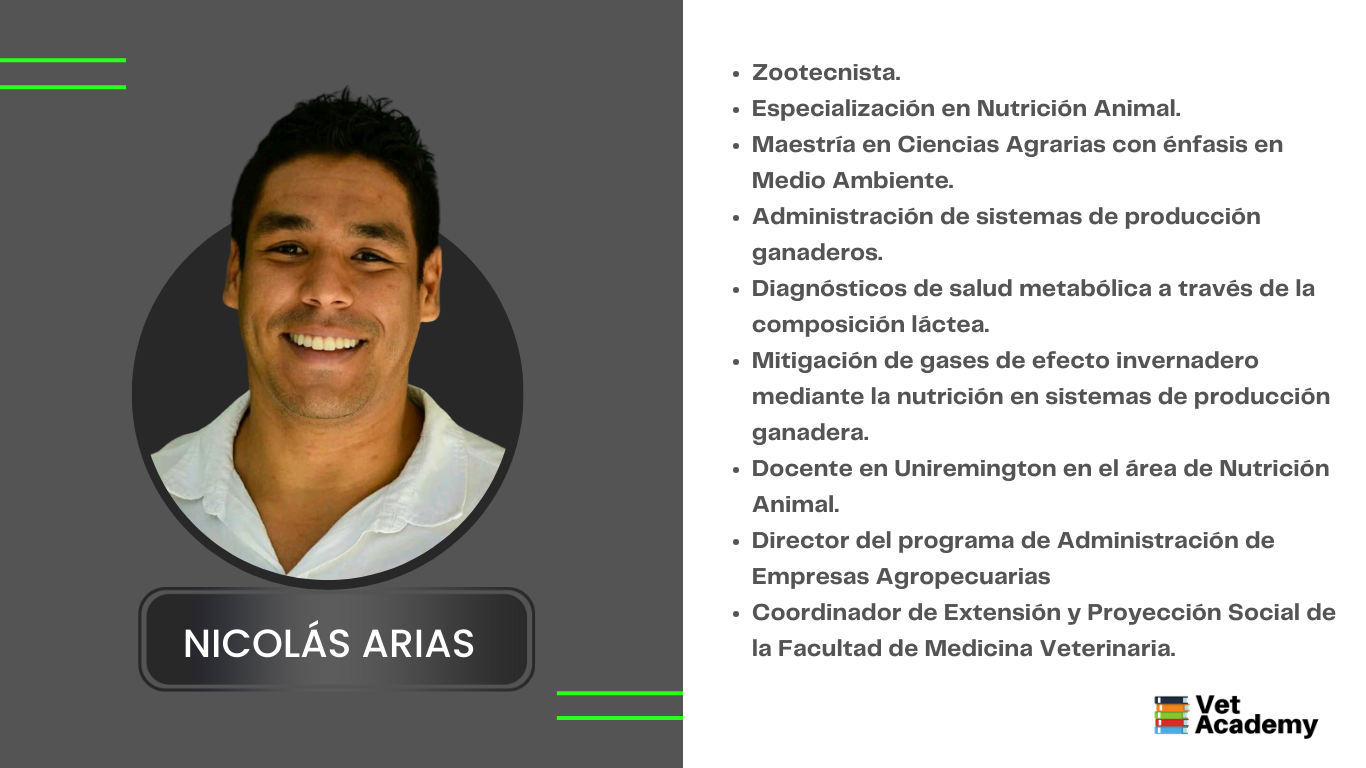 NICOLÁS ARIAS
Zootecnista.
Especialización en Nutrición Animal.
Maestría en Ciencias Agrarias con énfasis en
Medio Ambiente.
Administración de sistemas de producción
ganaderos.
Diagnósticos de salud metabólica a través de la
composición láctea.
Mitigación de gases de efecto invernadero
mediante la nutrición en sistemas de producción
ganadera.
Docente en Uniremington en el área de Nutrición
Animal.
Director del programa de Administración de
Empresas Agropecuarias
Coordinador de Extensión y Proyección Social de
la Facultad de Medicina Veterinaria.
Vet
Academy